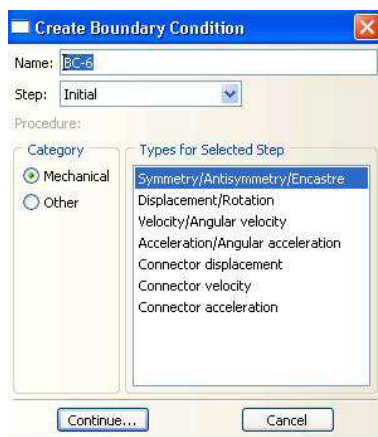 Create Boundary Condition
Name: BC-6
Step: Initial
Procedure:
Category
Mechanical
Other
Types for Selected Step
Symmetry/Antisymmetry/Encastre
Displacement/Rotation
Velocity/Angular velocity
Acceleration/Angular acceleration
Connector displacement
Connector velocity
Connector acceleration
Continue... Cancel